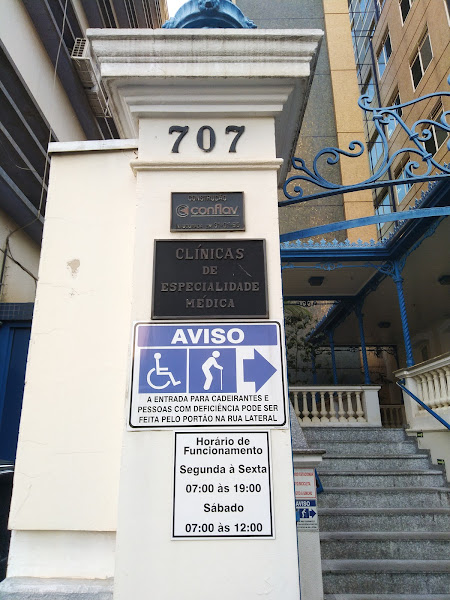 707
conflav
CLÍNICAS
DE
ESPECIALIDADE
MÉDICA
AVISO
A ENTRADA PARA CADEIRANTES E
PESSOAS COM DEFICIÊNCIA PODE SER
FEITA PELO PORTÃO NA RUA LATERAL
Horário de
Funcionamento
Segunda à Sexta
07:00 às 19:00
Sábado
07:00 às 12:00
AVISO